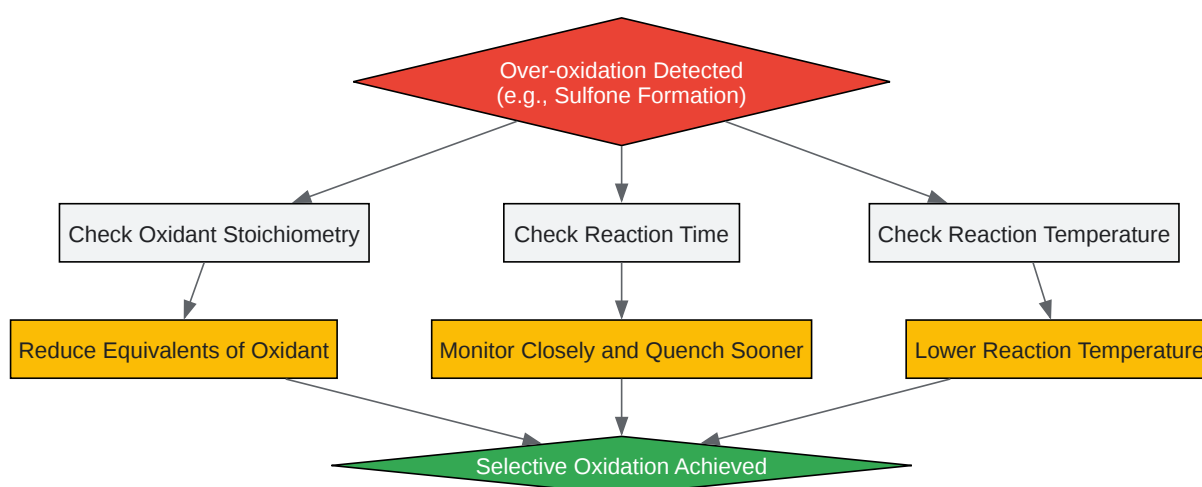 Over-oxidation Detected
(e.g., Sulfone Formation)
Check Oxidant Stoichiometry
Check Reaction Time
Check Reaction Temperature
Reduce Equivalents of Oxidant
Monitor Closely and Quench Sooner
Lower Reaction Temperature
Selective Oxidation Achieved